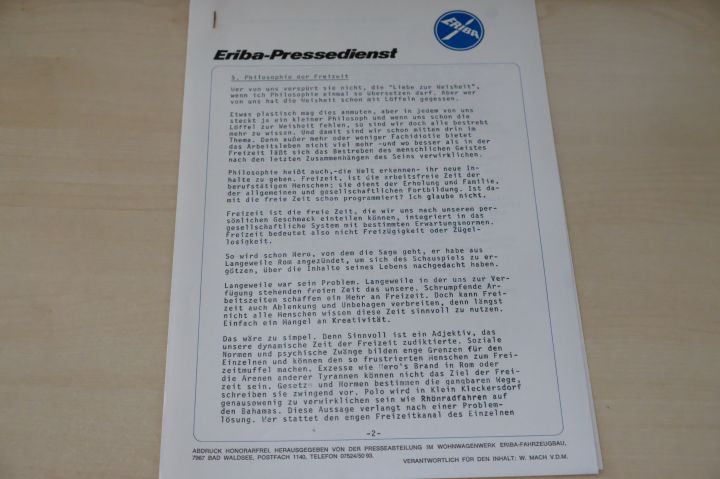 ERIBA
Eriba-Pressedienst
5. Philosophie der Freizeit
Wer von uns verspürt sie nicht, die "Liebe zur Weisheit",
wenn ich Philosophie einmal so übersetzen darf. Aber wer
von uns hat die Weisheit schon mit Löffeln gegessen.
Etwas plastisch mag dies anmuten, aber in jedem von uns
steckt ja ein kleiner Philosoph und wenn uns schon die
Löffel zur Weisheit fehlen, so sind wir doch alle bestrebt
mehr zu wissen. Und damit sind wir schon mitten drin im
Thema. Denn außer mehr oder weniger Fachidiotie bietet
das Arbeitsleben nicht viel mehr -und wo besser als in der
Freizeit läßt sich das Bestreben des menschlichen Geistes
nach den letzten Zusammenhängen des Seins verwirklichen.
Philosophie heißt auch,-die Welt erkennen- ihr neue In-
halte zu geben. Freizeit, ist die arbeitsfreie Zeit der
berufstätigen Menschen; sie dient der Erholung und Familie,
der allgemeinen und gesellschaftlichen Fortbildung. Ist da-
mit die freie Zeit schon programmiert? Ich glaube nicht.
Freizeit ist die freie Zeit, die wir uns nach unseren per-
sönlichen Geschmack einteilen können, integriert in das
gesellschaftliche System mit bestimmten Erwartungsnormen.
Freizeit bedeutet also nicht Freizügigkeit oder Zügel-
losigkeit.
So wird schon Nero, von dem die Sage geht, er habe aus
Langeweile Rom angezündet, um sich des Schauspiels zu er-
götzen, über die Inhalte seines Lebens nachgedacht haben.
Langeweile war sein Problem. Langeweile in der uns zur Ver-
fügung stehenden freien Zeit das unsere. Schrumpfende Ar-
beitszeiten schaffen ein Mehr an Freizeit. Doch kann Frei-
zeit auch Ablenkung und Unbehagen verbreiten, denn längst
nicht alle Menschen wissen diese Zeit sinnvoll zu nutzen.
Einfach ein Mangel an Kreativität.
Das wäre zu simpel. Denn Sinnvoll ist ein Adjektiv, das
unsere dynamische Zeit der Freizeit zudiktierte. Soziale
Normen und psychische Zwänge bilden enge Grenzen für den
Einzelnen und können den so frustrierten Menschen zum Frei-
zeitmuffel machen. Exzesse wie Nero's Brand in Rom oder
die Arenen anderer Tyrannen können nicht das Ziel der Frei-
zeit sein. Gesetze und Normen bestimmen die gangbaren Wege,
schreiben sie zwingend vor. Polo wird in Klein Kleckersdorf
genausowenig zu verwirklichen sein wie Rhönradfahren auf
den Bahamas. Diese Aussage verlangt nach einer Problem-
lösung. Wer stattet den engen Freizeitkanal des Einzelnen
-2-
ABDRUCK HONORARFREI HERAUSGEGEBEN VON DER PRESSEABTEILUNG IM WOHNWAGENWERK ERIBA-FAHRZEUGBAU,
7967 BAD WALDSEE, POSTFACH 1140, TELEFON 07524/50 93.
VERANTWORTLICH FÜR DEN INHALT: W. MACH V.D.M.